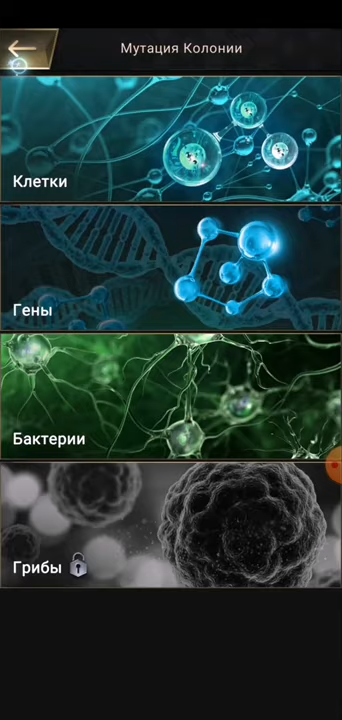 Мутация Колонии
Клетки
Гены
Бактерии
Грибы